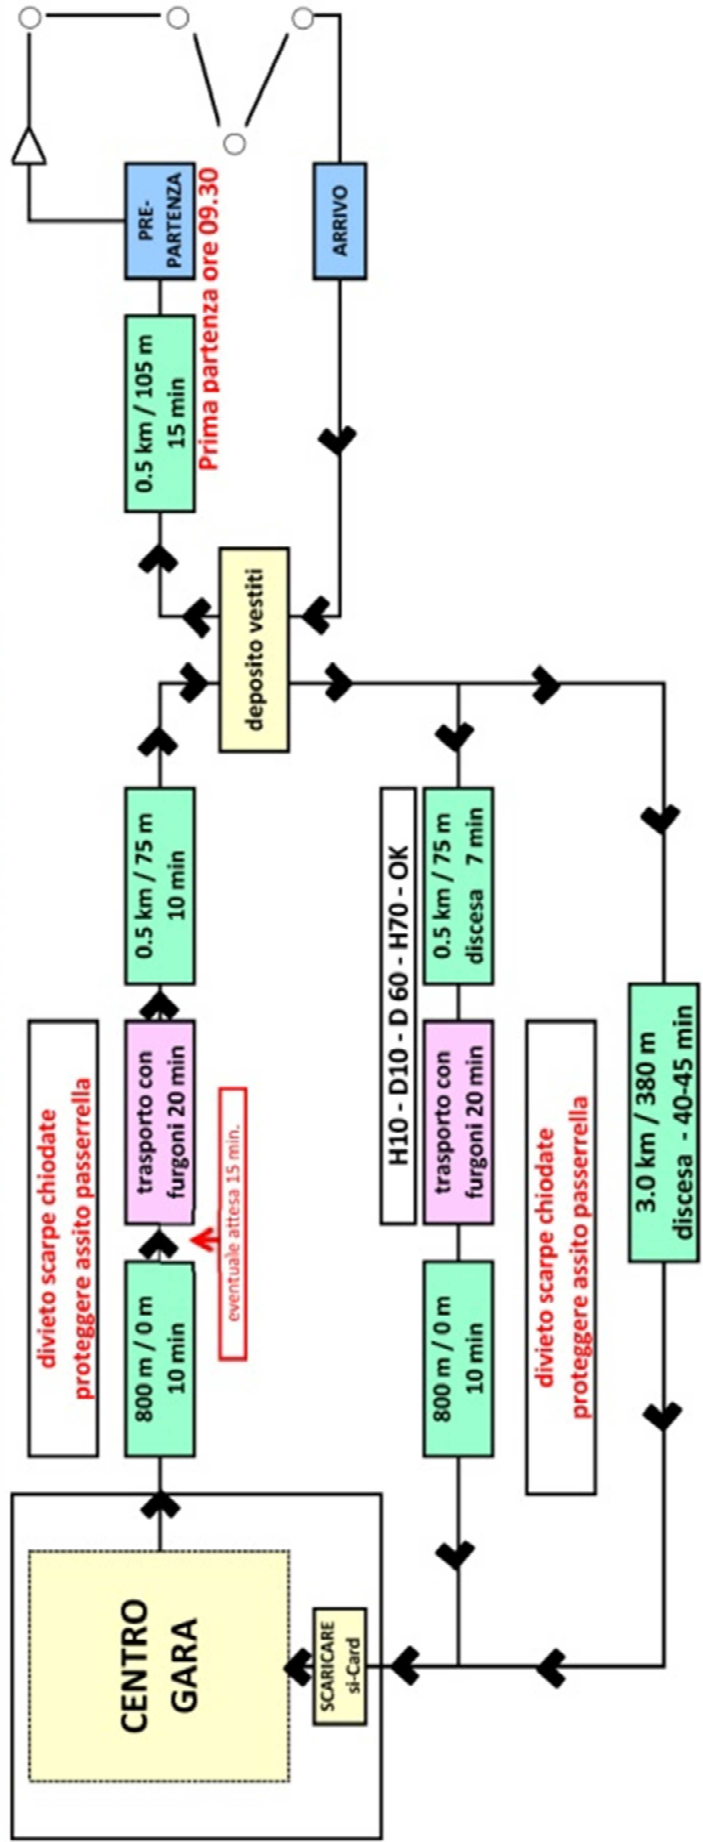 divieto scarpe chiodate
proteggere assito passerrella
CENTRO
GARA
800 m / 0 m
10 min
trasporto con
furgoni 20 min
0.5 km / 75 m
10 min
0.5 km / 105 m
15 min
PRE-
PARTENZA
Prima partenza ore 09.30
eventuale attesa 15 min.
deposito vestiti
SCARICARE
si-Card
ARRIVO
H10 - D10 - D 60 - H70 - OK
800 m / 0 m
10 min
trasporto con
furgoni 20 min
0.5 km / 75 m
discesa 7 min
divieto scarpe chiodate
proteggere assito passerrella
3.0 km / 380 m
discesa - 40-45 min